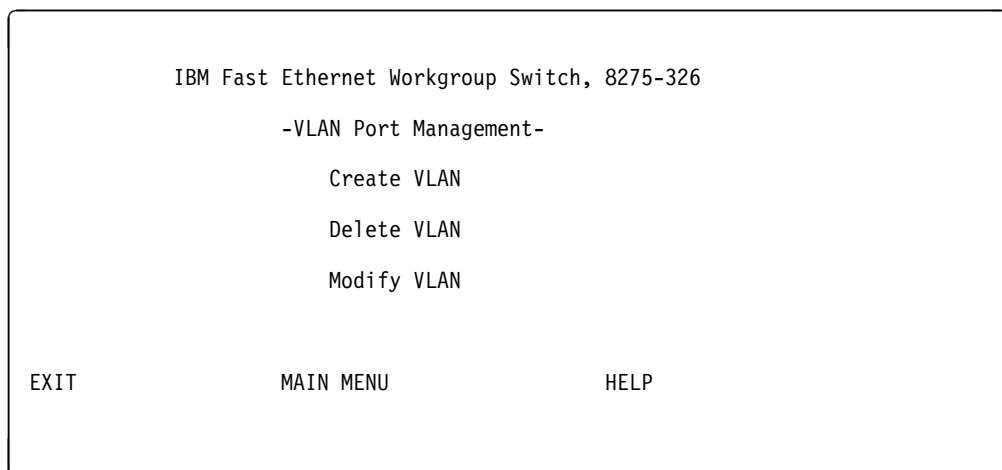 IBM Fast Ethernet Workgroup Switch, 8275-326
-VLAN Port Management-
Create VLAN
Delete VLAN
Modify VLAN
EXIT MAIN MENU HELP